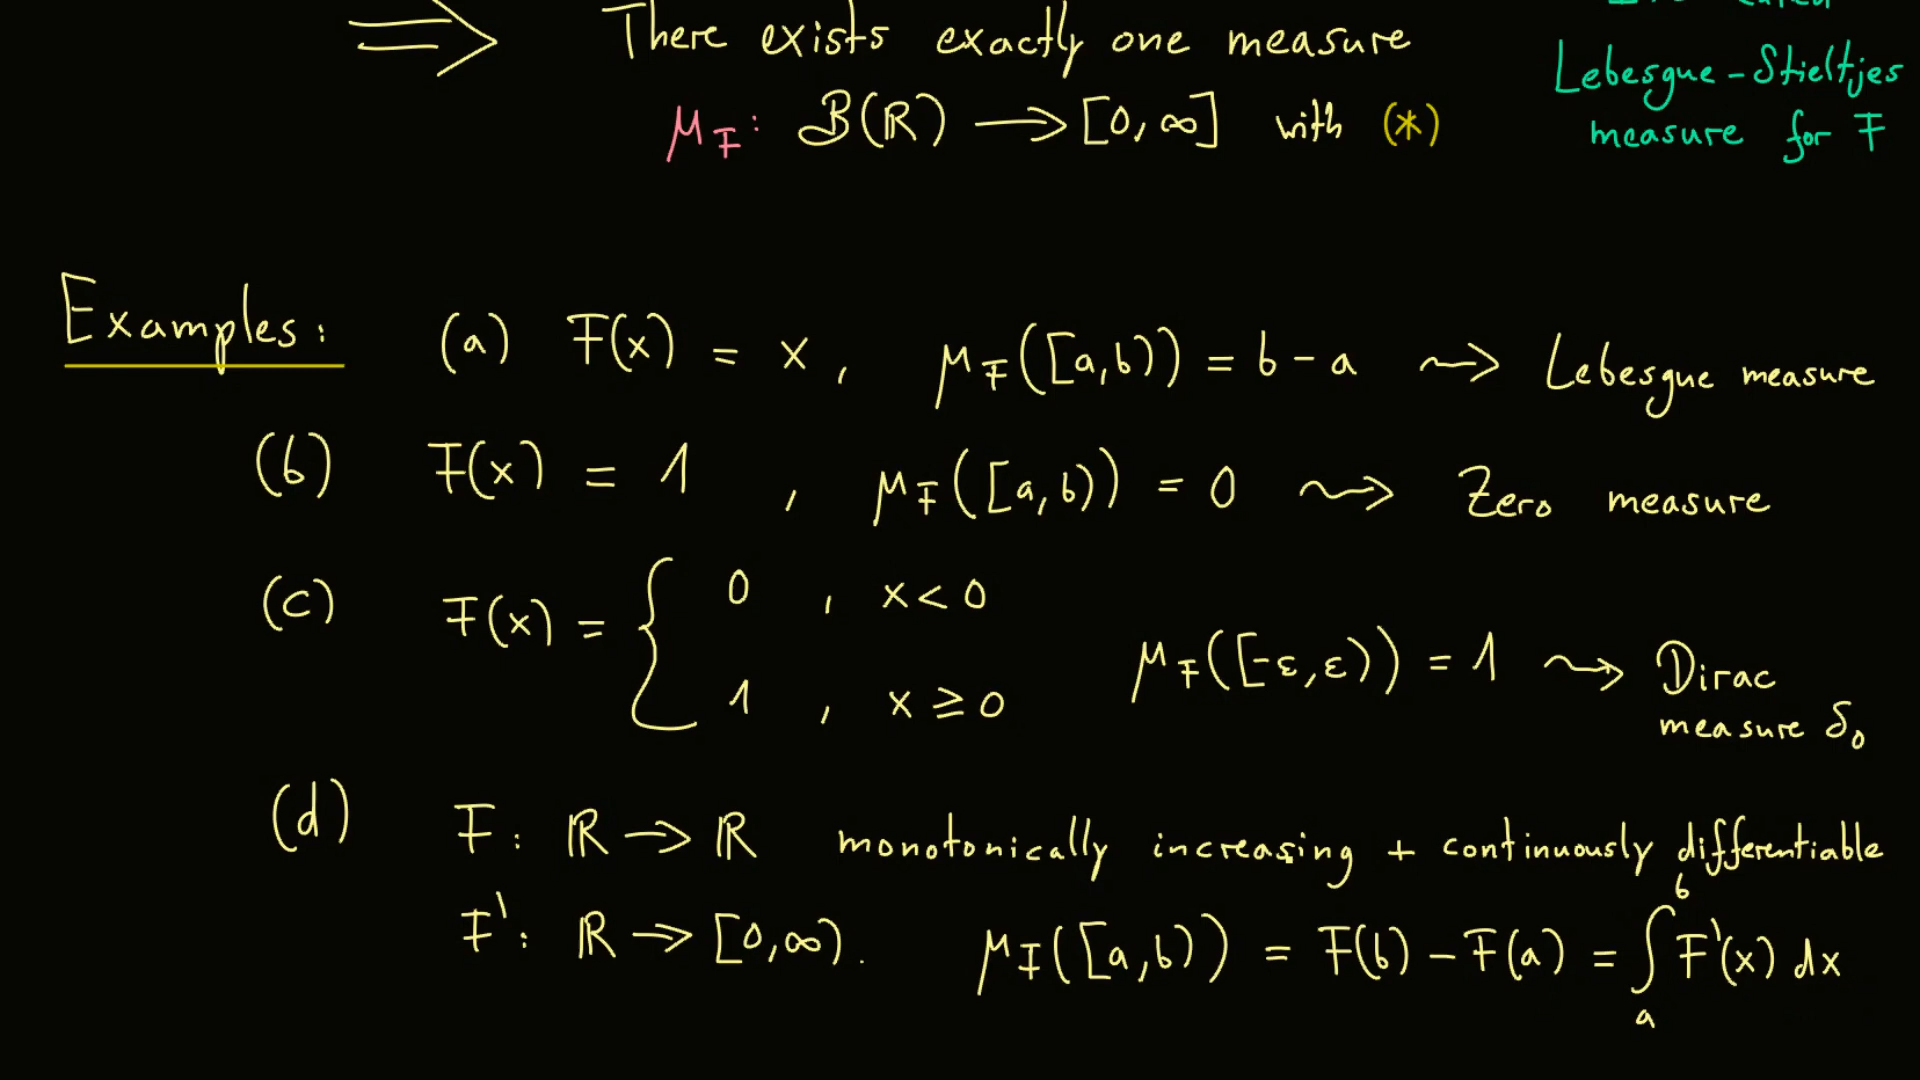 ⟹ There exists exactly one measure
μ_F: 𝓑(ℝ) ⟶ [0,∞] with (*)
Lebesgue-Stieltjes
measure for F
Examples: (a) F(x) = x , μ_F([a,b)) = b - a ⇝ Lebesgue measure
(b) F(x) = 1 , μ_F([a,b)) = 0 ⇝ Zero measure
(c) F(x) = { 0 , x < 0
1 , x ≥ 0
μ_F([-ε,ε)) = 1 ⇝ Dirac
measure δ_0
(d) F: ℝ → ℝ monotonically increasing + continuously differentiable
F': ℝ → [0,∞). μ_F([a,b)) = F(b) - F(a) = ∫_a^b F'(x) dx